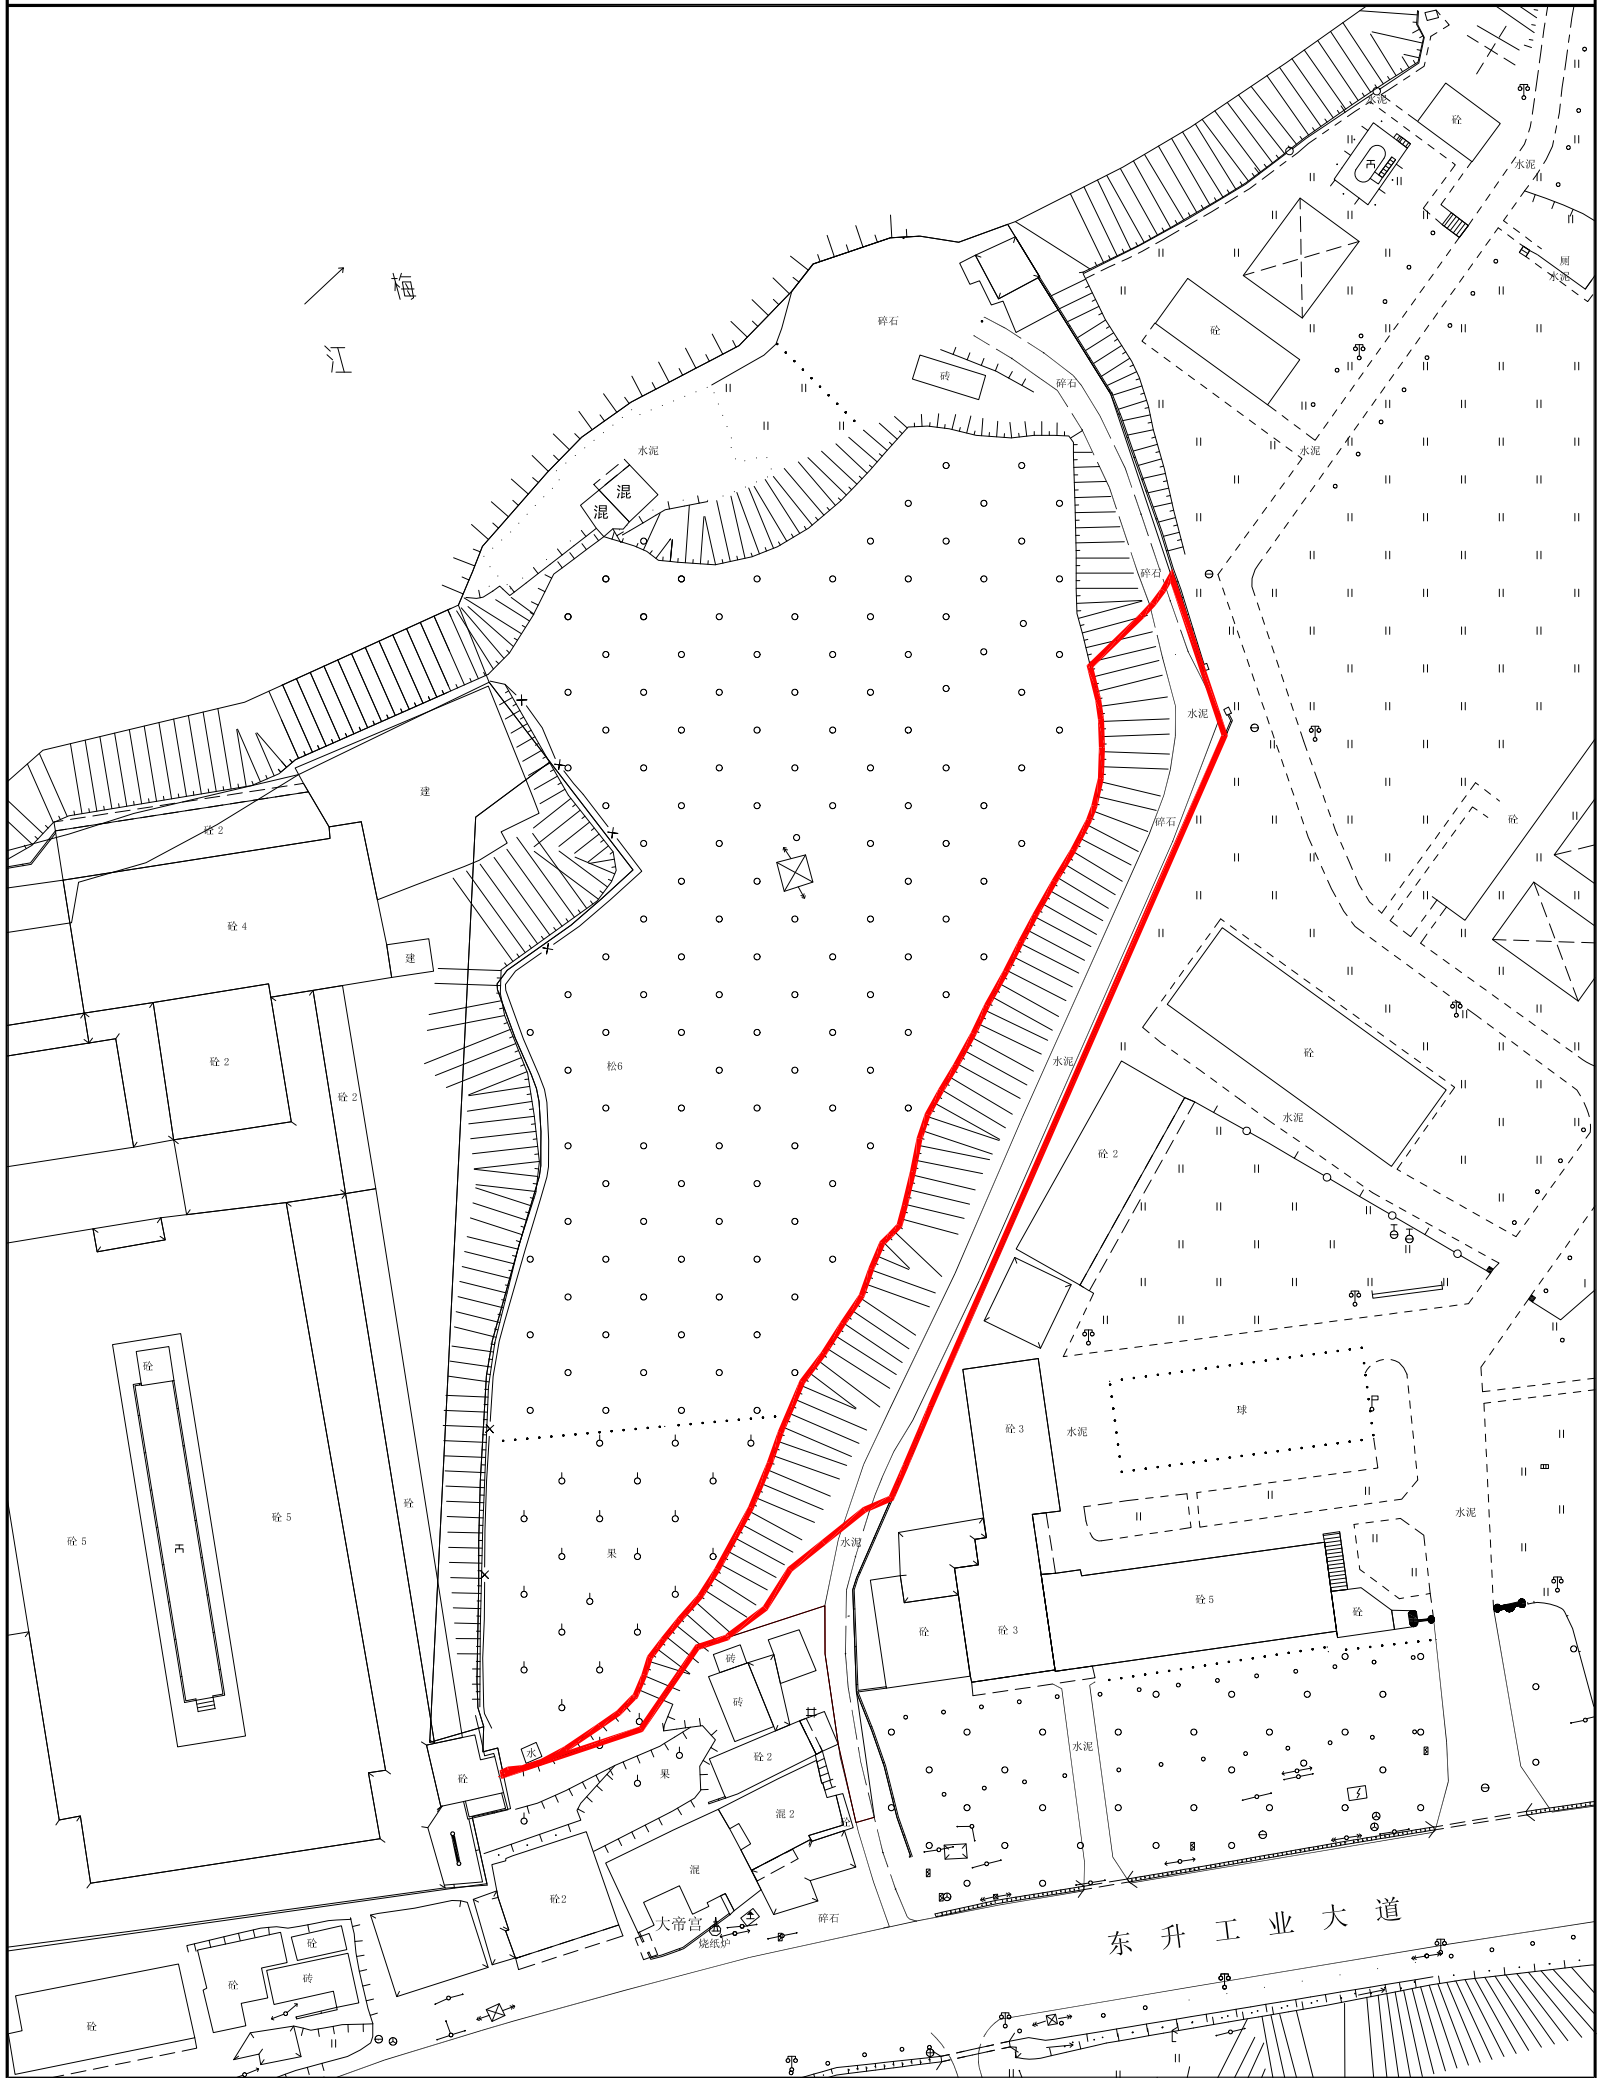 水泥
砼
水泥
厕
水泥
梅
江
碎石
砼
碎石
砖
水泥
水泥
混
混
碎石
水泥
建
碎石
砼
砼 2
砼 4
建
砼
水泥
砼 2
松6
砼 2
水泥
砼 2
砼
球
砼 3
水泥
砼
砼 5
砼 5
水泥
水泥
果
砼 5
砼
砼
砼 3
砖
砖
水
水泥
砼 2
果
砼
混 2
砼
混
砼2
大帝宫
碎石
烧纸炉
东升工业大道
砼
砖
砼
砼